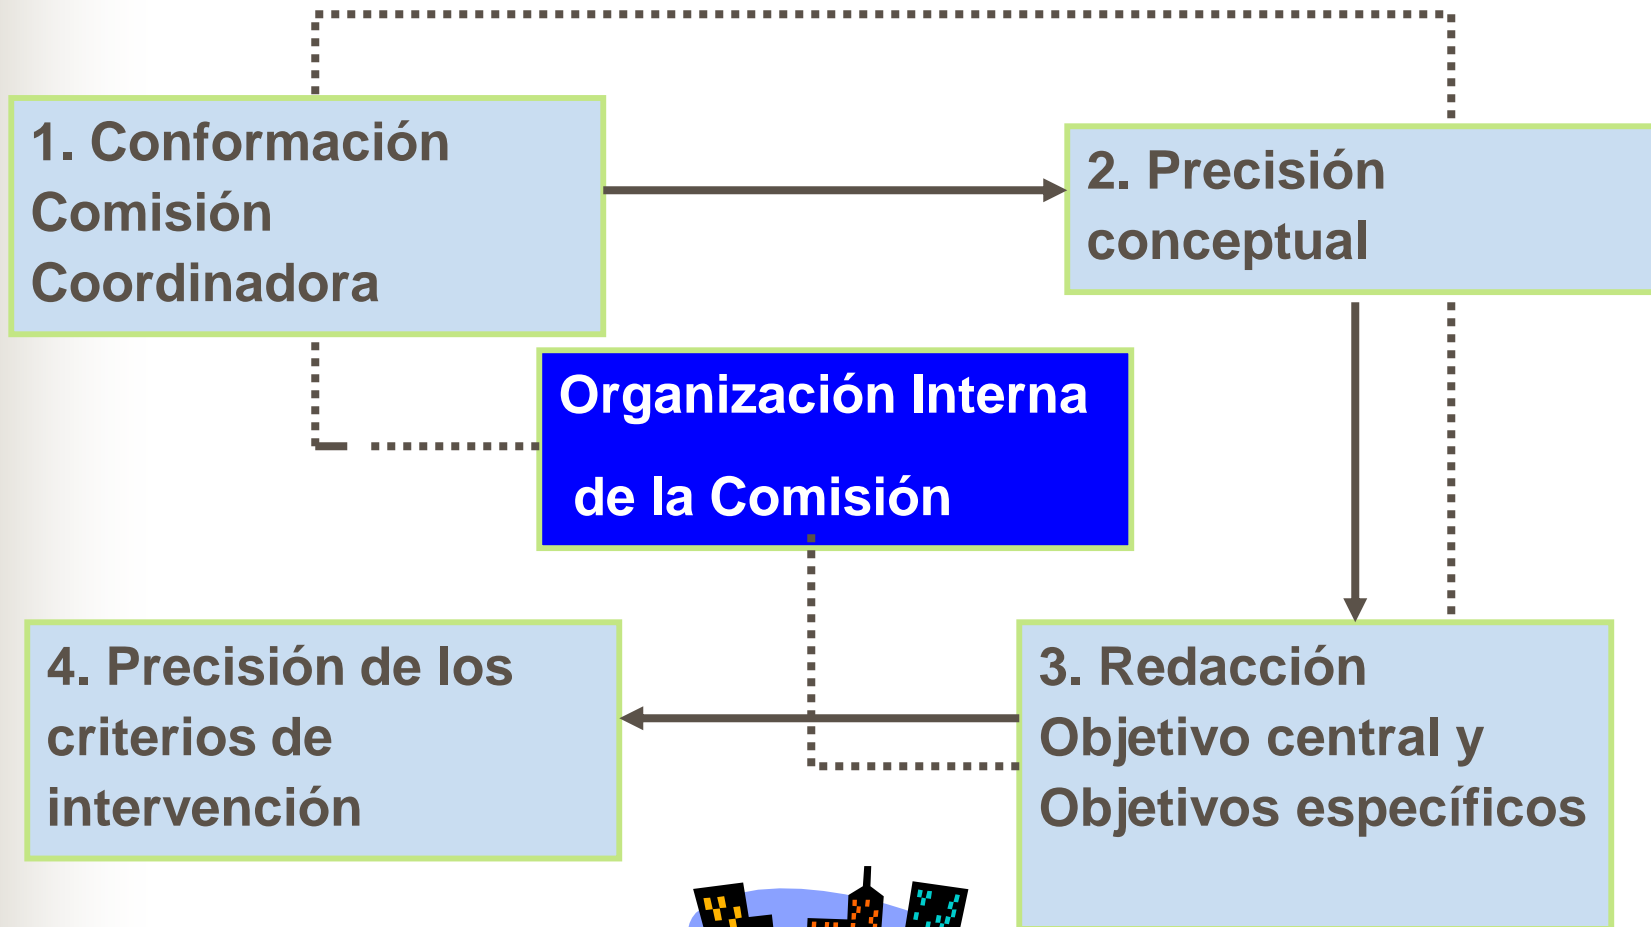 1. Conformación
Comisión
Coordinadora
2. Precisión
conceptual
Organización Interna
de la Comisión
4. Precisión de los
criterios de
intervención
3. Redacción
Objetivo central y
Objetivos específicos